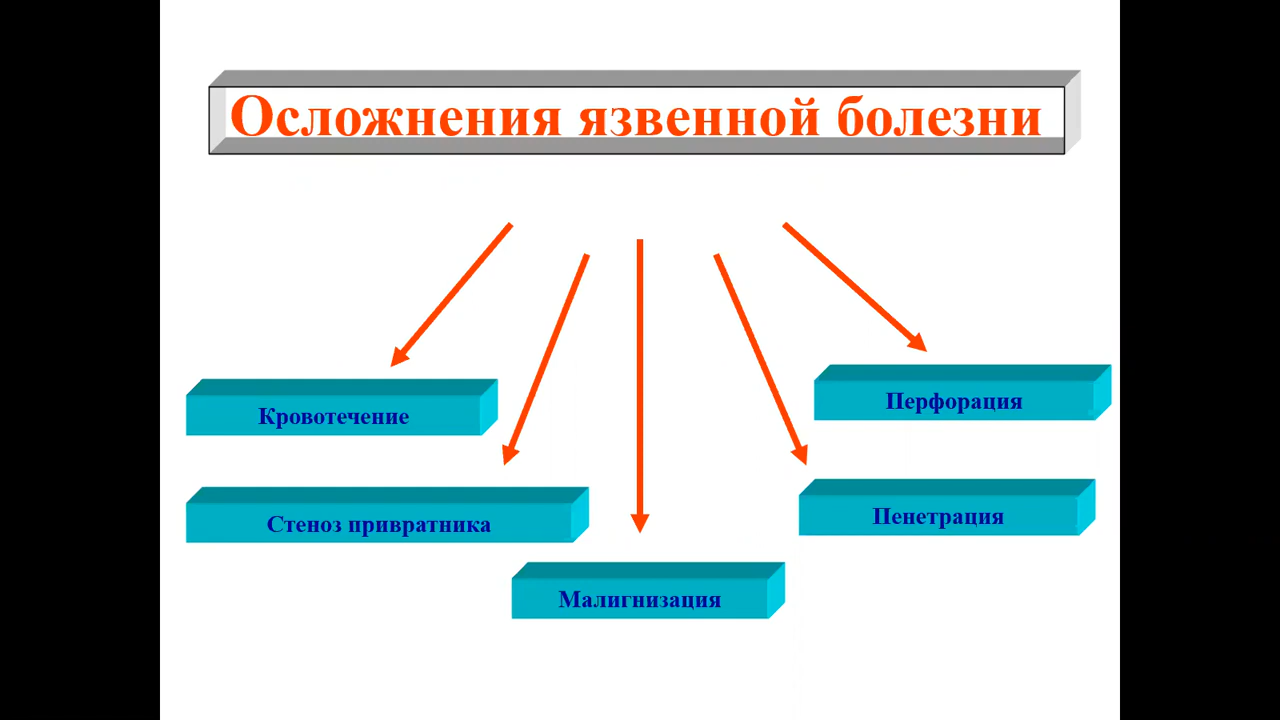 Осложнения язвенной болезни
Кровотечение
Перфорация
Стеноз привратника
Пенетрация
Малигнизация